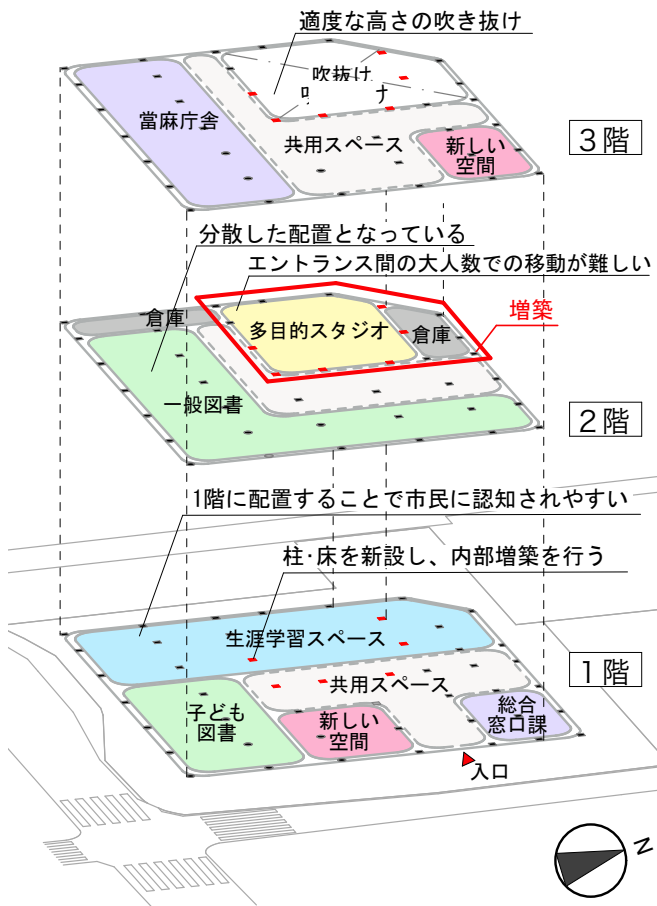 適度な高さの吹き抜け
吹抜け
當麻庁舎
共用スペース
新しい
空間
3階
分散した配置となっている
エントランス間の大人数での移動が難しい
増築
倉庫
多目的スタジオ
倉庫
一般図書
2階
1階に配置することで市民に認知されやすい
柱・床を新設し、内部増築を行う
生涯学習スペース
1階
共用スペース
子ども
図書
新しい
空間
総合
窓口課
入口
N